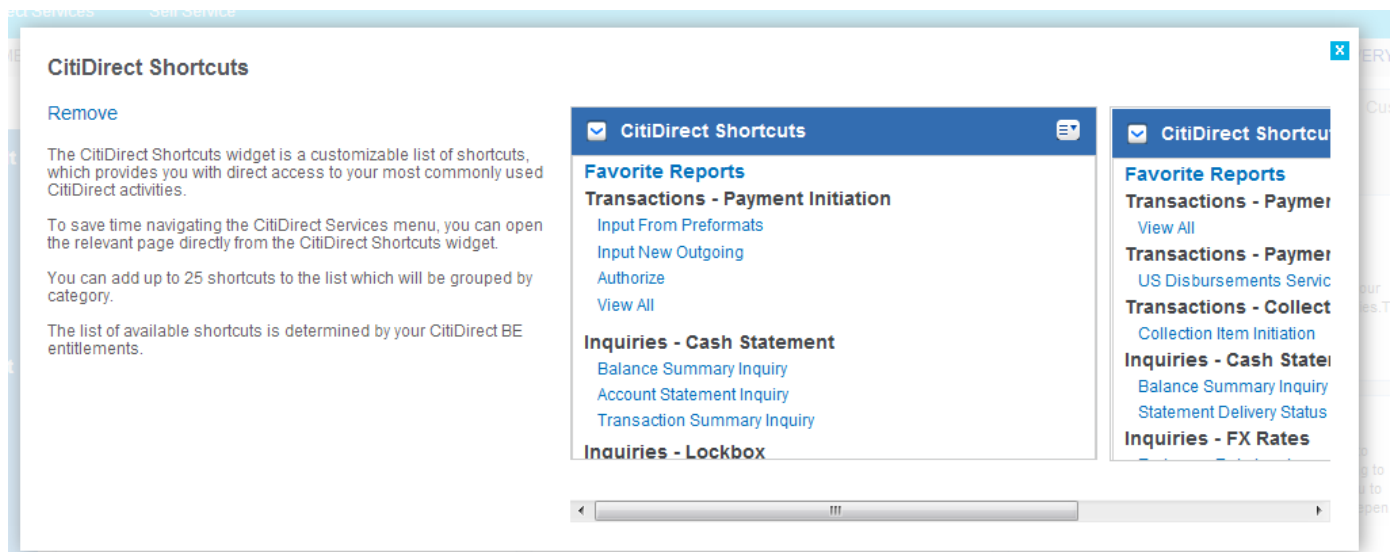 Self Service
CitiDirect Shortcuts
Remove
The CitiDirect Shortcuts widget is a customizable list of shortcuts,
which provides you with direct access to your most commonly used
CitiDirect activities.
To save time navigating the CitiDirect Services menu, you can open
the relevant page directly from the CitiDirect Shortcuts widget.
You can add up to 25 shortcuts to the list which will be grouped by
category.
The list of available shortcuts is determined by your CitiDirect BE
entitlements.
CitiDirect Shortcuts
Favorite Reports
Transactions - Payment Initiation
Input From Preformats
Input New Outgoing
Authorize
View All
Inquiries - Cash Statement
Balance Summary Inquiry
Account Statement Inquiry
Transaction Summary Inquiry
Inquiries - Lockbox
CitiDirect Shortcu
Favorite Reports
Transactions - Paymer
View All
Transactions - Paymer
US Disbursements Servic
Transactions - Collect
Collection Item Initiation
Inquiries - Cash State
Balance Summary Inquiry
Statement Delivery Status
Inquiries - FX Rates